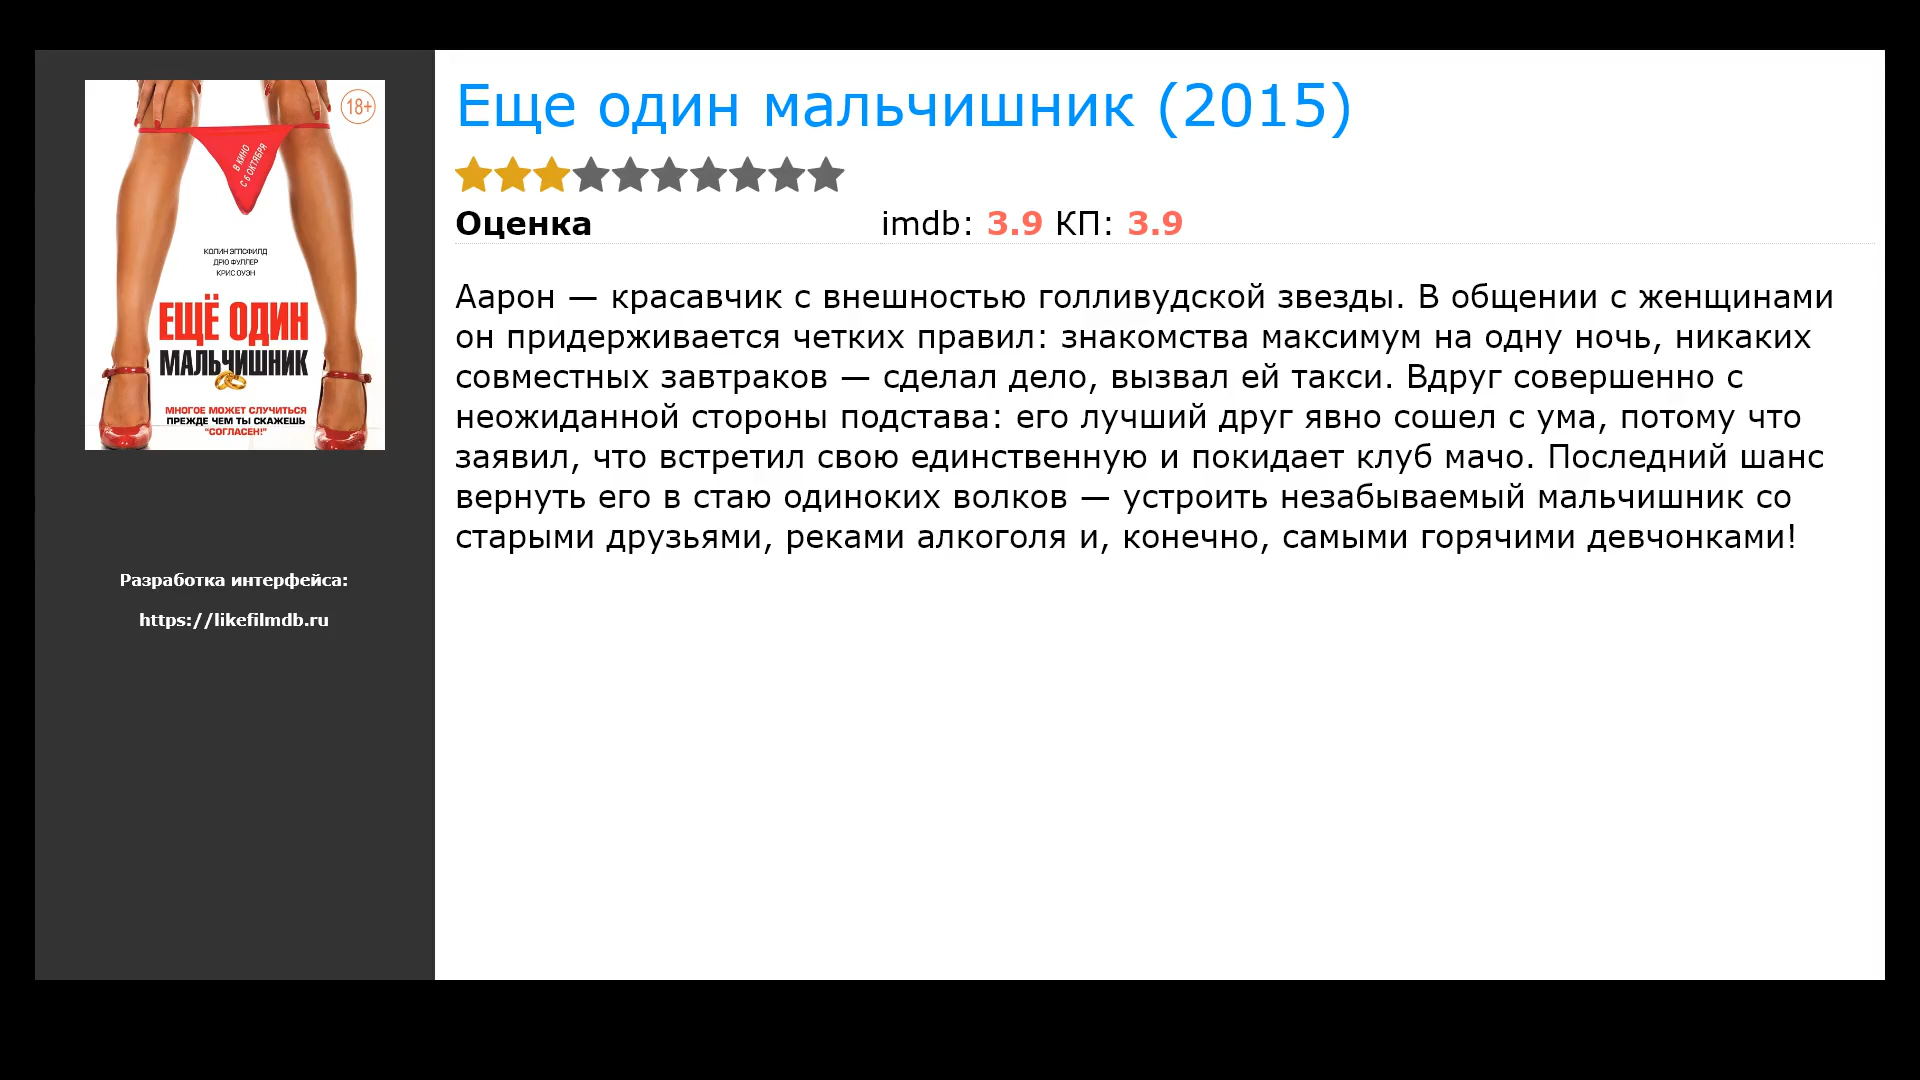 18+
В КИНО
С 6 ОКТЯБРЯ
КОЛИН ЭГГЛСФИЛД
ДРЮ ФУЛЛЕР
КРИС ОУЭН
ЕЩЁ ОДИН
МАЛЬЧИШНИК
МНОГОЕ МОЖЕТ СЛУЧИТЬСЯ
ПРЕЖДЕ ЧЕМ ТЫ СКАЖЕШЬ
"СОГЛАСЕН!"
Разработка интерфейса:
https://likefilmdb.ru
Еще один мальчишник (2015)
Оценка imdb: 3.9 КП: 3.9
Аарон — красавчик с внешностью голливудской звезды. В общении с женщинами
он придерживается четких правил: знакомства максимум на одну ночь, никаких
совместных завтраков — сделал дело, вызвал ей такси. Вдруг совершенно с
неожиданной стороны подстава: его лучший друг явно сошел с ума, потому что
заявил, что встретил свою единственную и покидает клуб мачо. Последний шанс
вернуть его в стаю одиноких волков — устроить незабываемый мальчишник со
старыми друзьями, реками алкоголя и, конечно, самыми горячими девчонками!